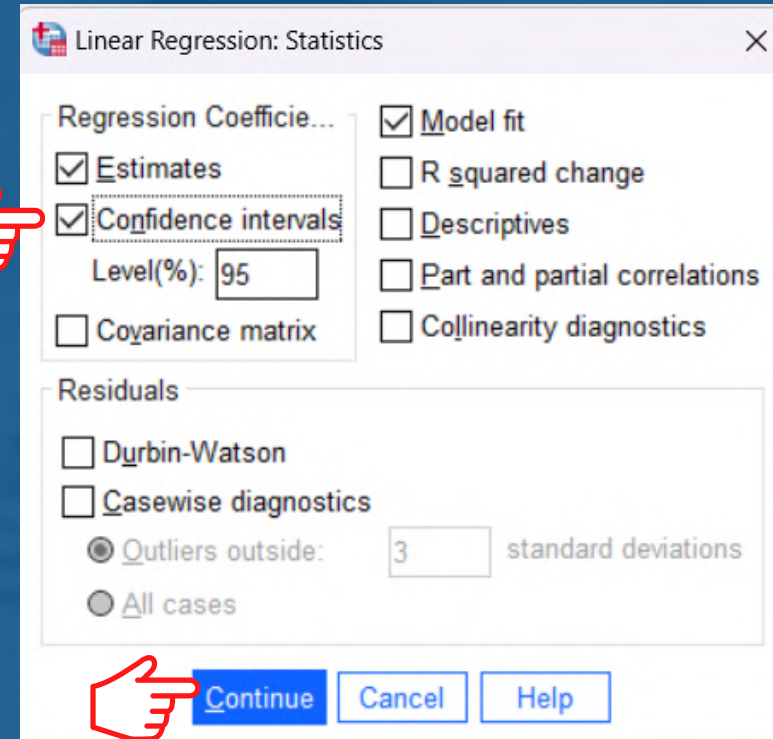 Linear Regression: Statistics
Regression Coefficie...
Estimates
Confidence intervals
Level(%): 95
Covariance matrix
Model fit
R squared change
Descriptives
Part and partial correlations
Collinearity diagnostics
Residuals
Durbin-Watson
Casewise diagnostics
Outliers outside: 3 standard deviations
All cases
Continue Cancel Help